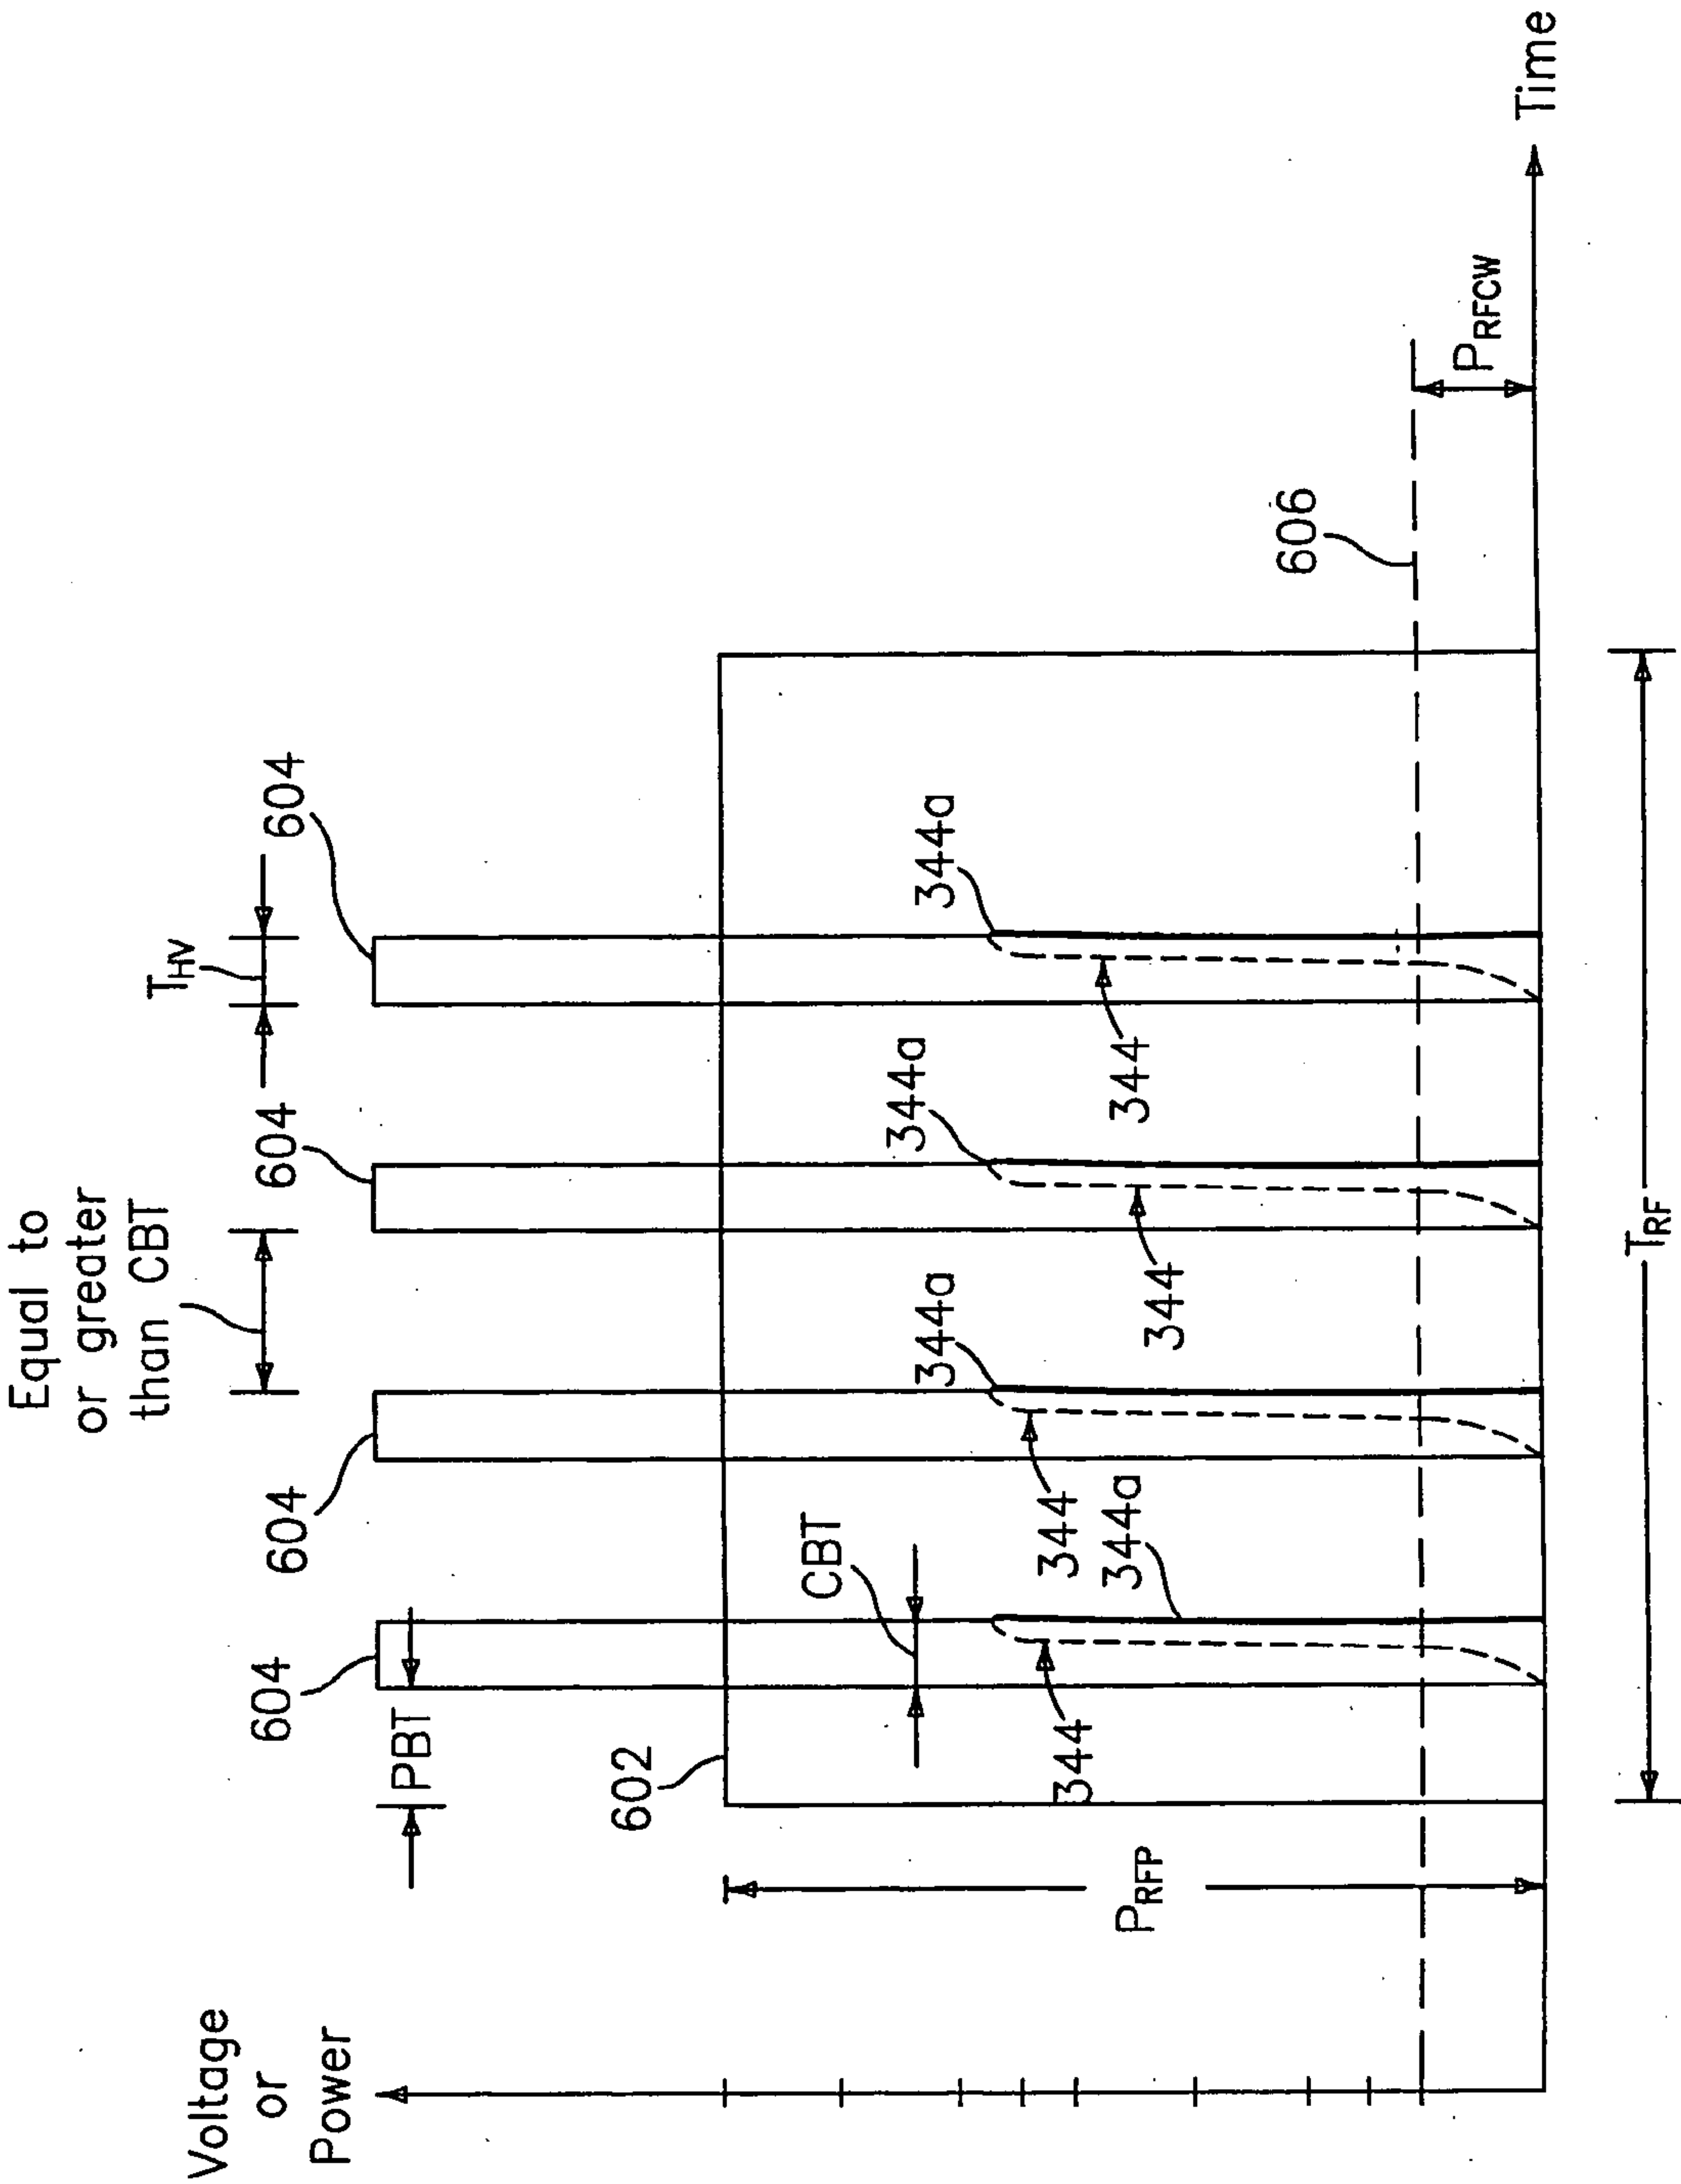 Voltage
or
Power
Equal to
or greater
than CBT
T_HV
604
604
604
604
PBT
602
CBT
344a
344a
344a
344a
344
344
344
344
P_RFP
606
P_RFCW
Time
T_RF